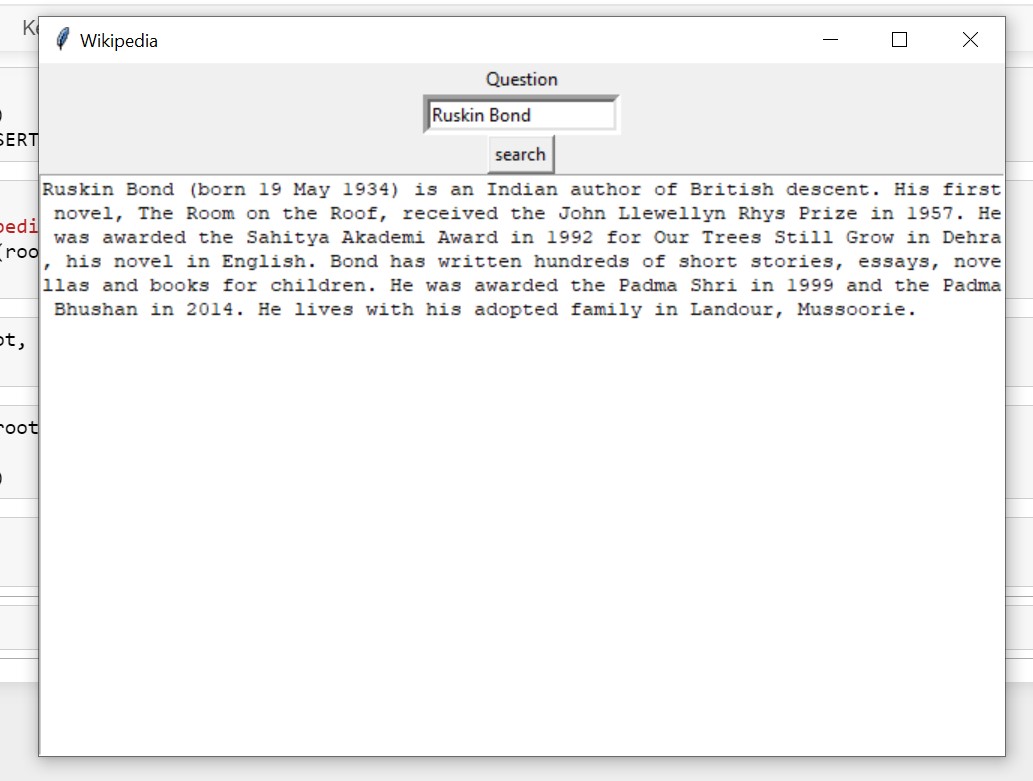 Ke
Wikipedia
Question
Ruskin Bond
search
)
SERT
pedi
(roo
ot,
root
)
Ruskin Bond (born 19 May 1934) is an Indian author of British descent. His first
novel, The Room on the Roof, received the John Llewellyn Rhys Prize in 1957. He
was awarded the Sahitya Akademi Award in 1992 for Our Trees Still Grow in Dehra
, his novel in English. Bond has written hundreds of short stories, essays, nove
llas and books for children. He was awarded the Padma Shri in 1999 and the Padma
Bhushan in 2014. He lives with his adopted family in Landour, Mussoorie.